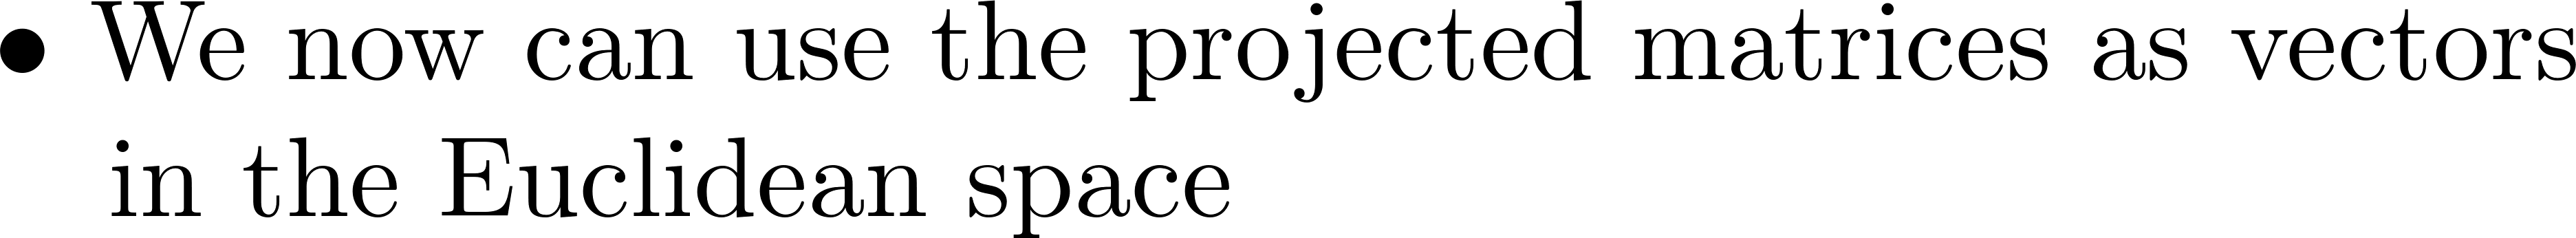 • We now can use the projected matrices as vectors
in the Euclidean space